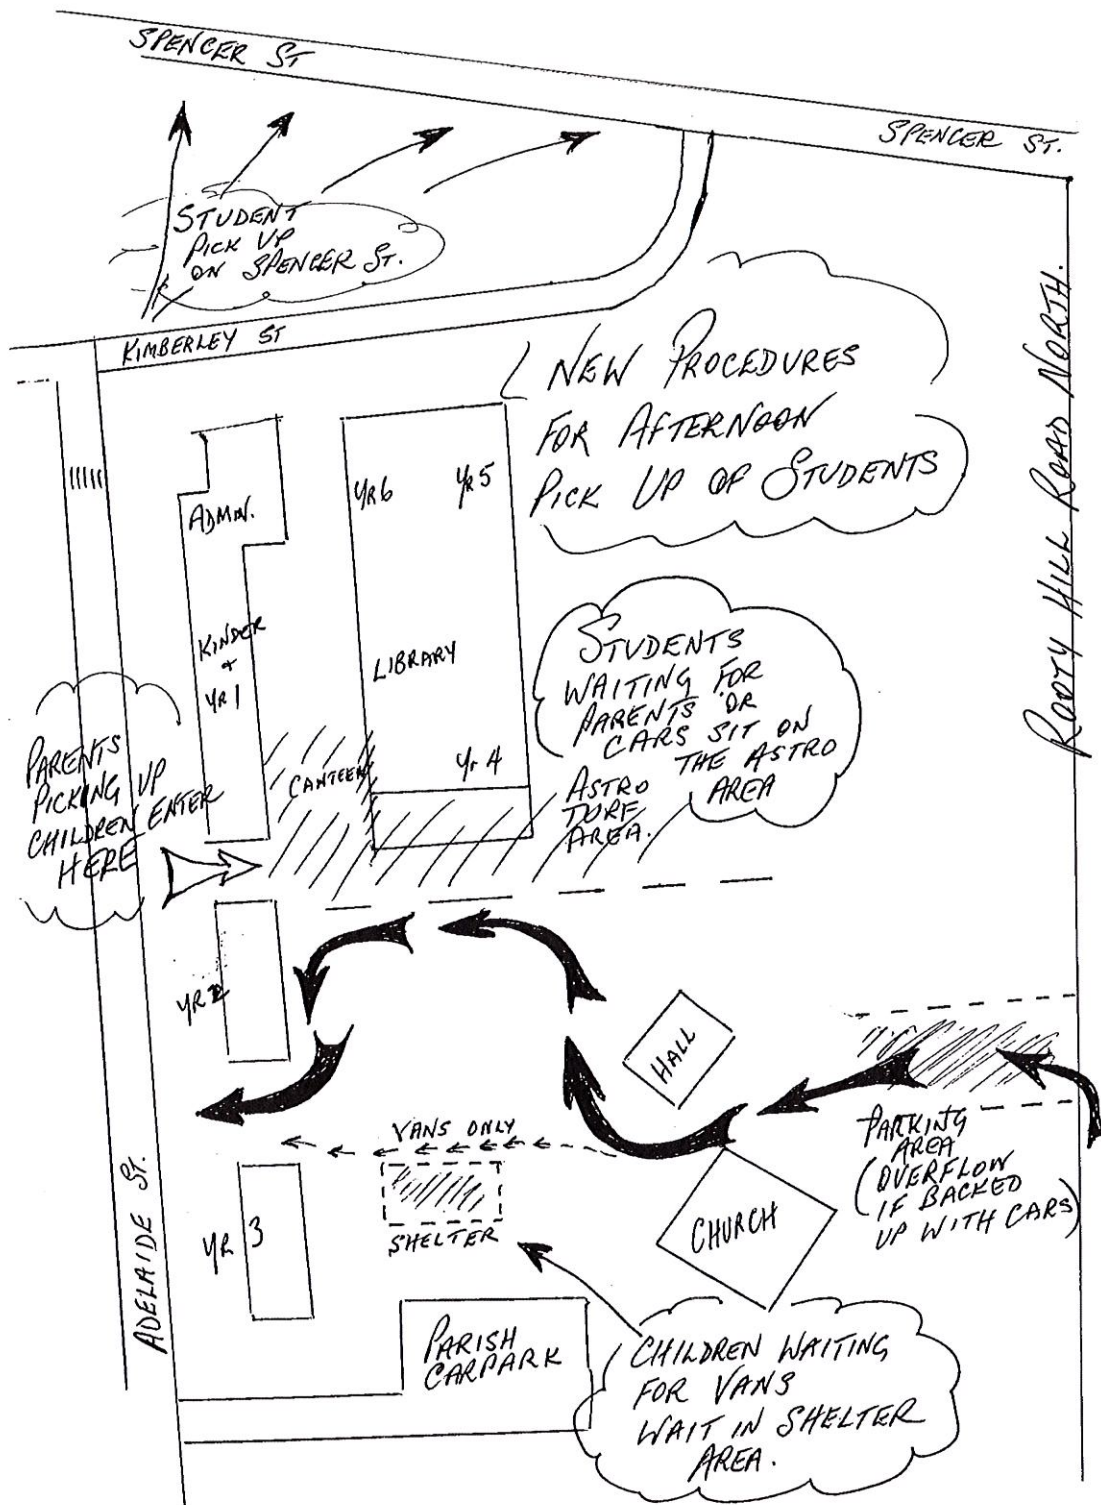 SPENCER ST
SPENCER ST.
STUDENT
PICK UP
ON SPENCER ST.
KIMBERLEY ST
NEW PROCEDURES
FOR AFTERNOON
PICK UP OF STUDENTS
ROOTY HILL ROAD NORTH.
ADMIN.
YR6
YR5
KINDER
+
YR1
LIBRARY
STUDENTS
WAITING FOR
PARENTS OR
CARS SIT ON
THE ASTRO
AREA
PARENTS
PICKING UP
CHILDREN ENTER
HERE
CANTEEN
Yr 4
ASTRO
TURF
AREA.
YR 2
HALL
VANS ONLY
PARKING
AREA
(OVERFLOW
IF BACKED
UP WITH CARS)
ADELAIDE ST.
YR 3
SHELTER
CHURCH
PARISH
CARPARK
CHILDREN WAITING
FOR VANS
WAIT IN SHELTER
AREA.